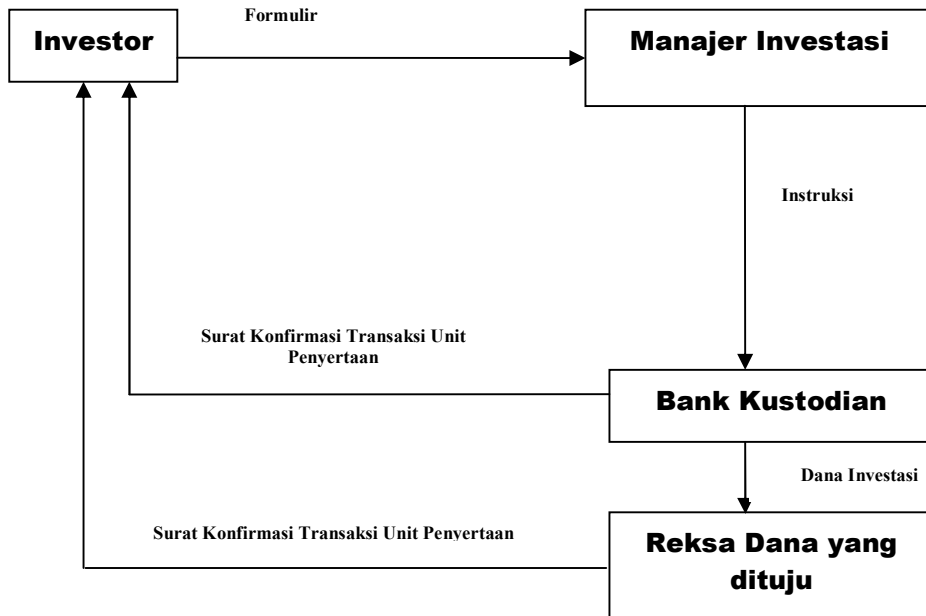 Formulir
Investor
Manajer Investasi
Instruksi
Surat Konfirmasi Transaksi Unit
Penyertaan
Bank Kustodian
Dana Investasi
Surat Konfirmasi Transaksi Unit Penyertaan
Reksa Dana yang
dituju